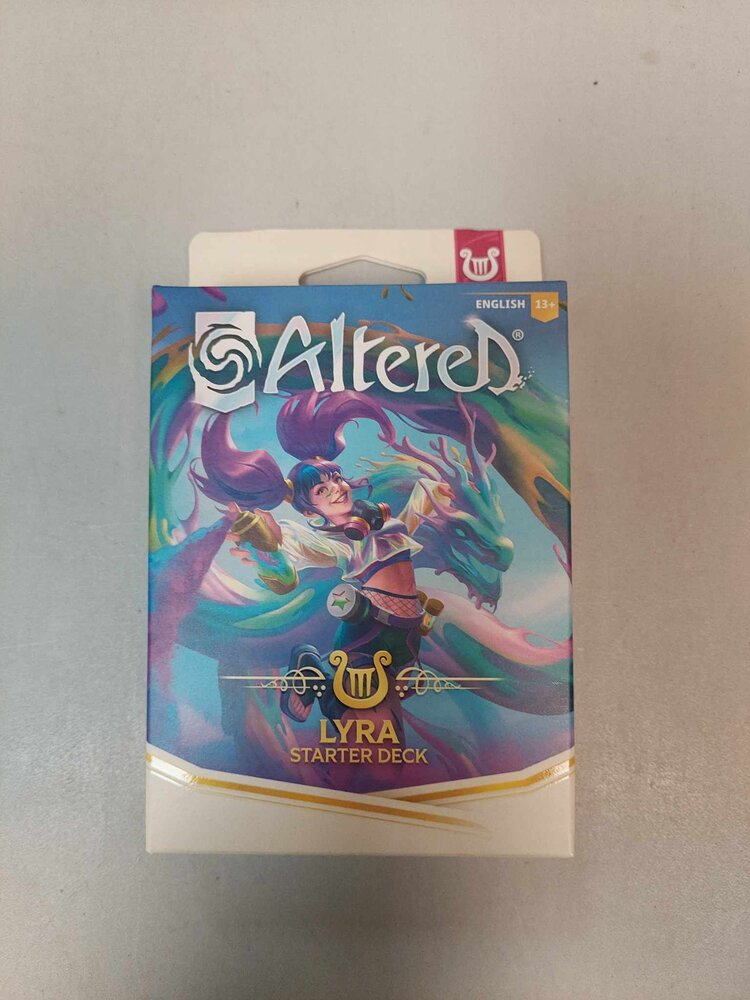 ENGLISH 13+
Altered®
LYRA
STARTER DECK